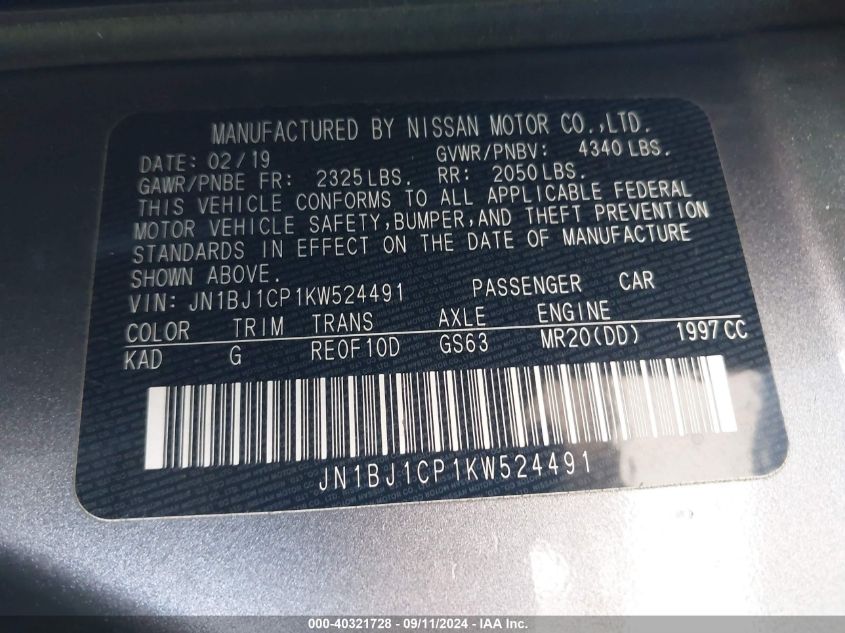 MANUFACTURED BY NISSAN MOTOR CO.,LTD.
DATE: 02/19 GVWR/PNBV: 4340 LBS.
GAWR/PNBE FR: 2325 LBS. RR: 2050 LBS.
THIS VEHICLE CONFORMS TO ALL APPLICABLE FEDERAL
MOTOR VEHICLE SAFETY, BUMPER, AND THEFT PREVENTION
STANDARDS IN EFFECT ON THE DATE OF MANUFACTURE
SHOWN ABOVE.
VIN: JN1BJ1CP1KW524491 PASSENGER CAR
COLOR TRIM TRANS AXLE ENGINE
KAD G RE0F10D GS63 MR20(DD) 1997 CC
JN1BJ1CP1KW524491
000-40321728 - 09/11/2024 - IAA Inc.